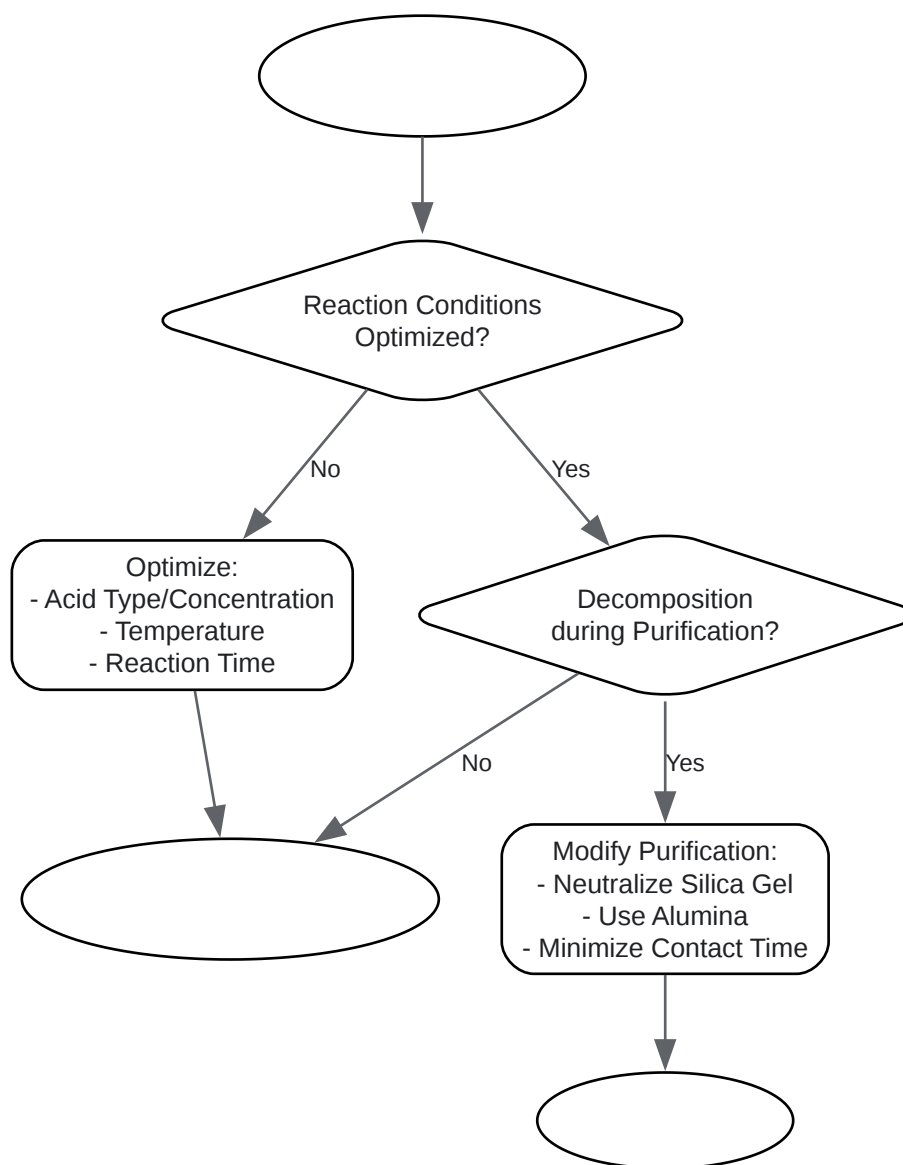 Reaction Conditions
Optimized?
No
Yes
Optimize:
- Acid Type/Concentration
- Temperature
- Reaction Time
Decomposition
during Purification?
No
Yes
Modify Purification:
- Neutralize Silica Gel
- Use Alumina
- Minimize Contact Time